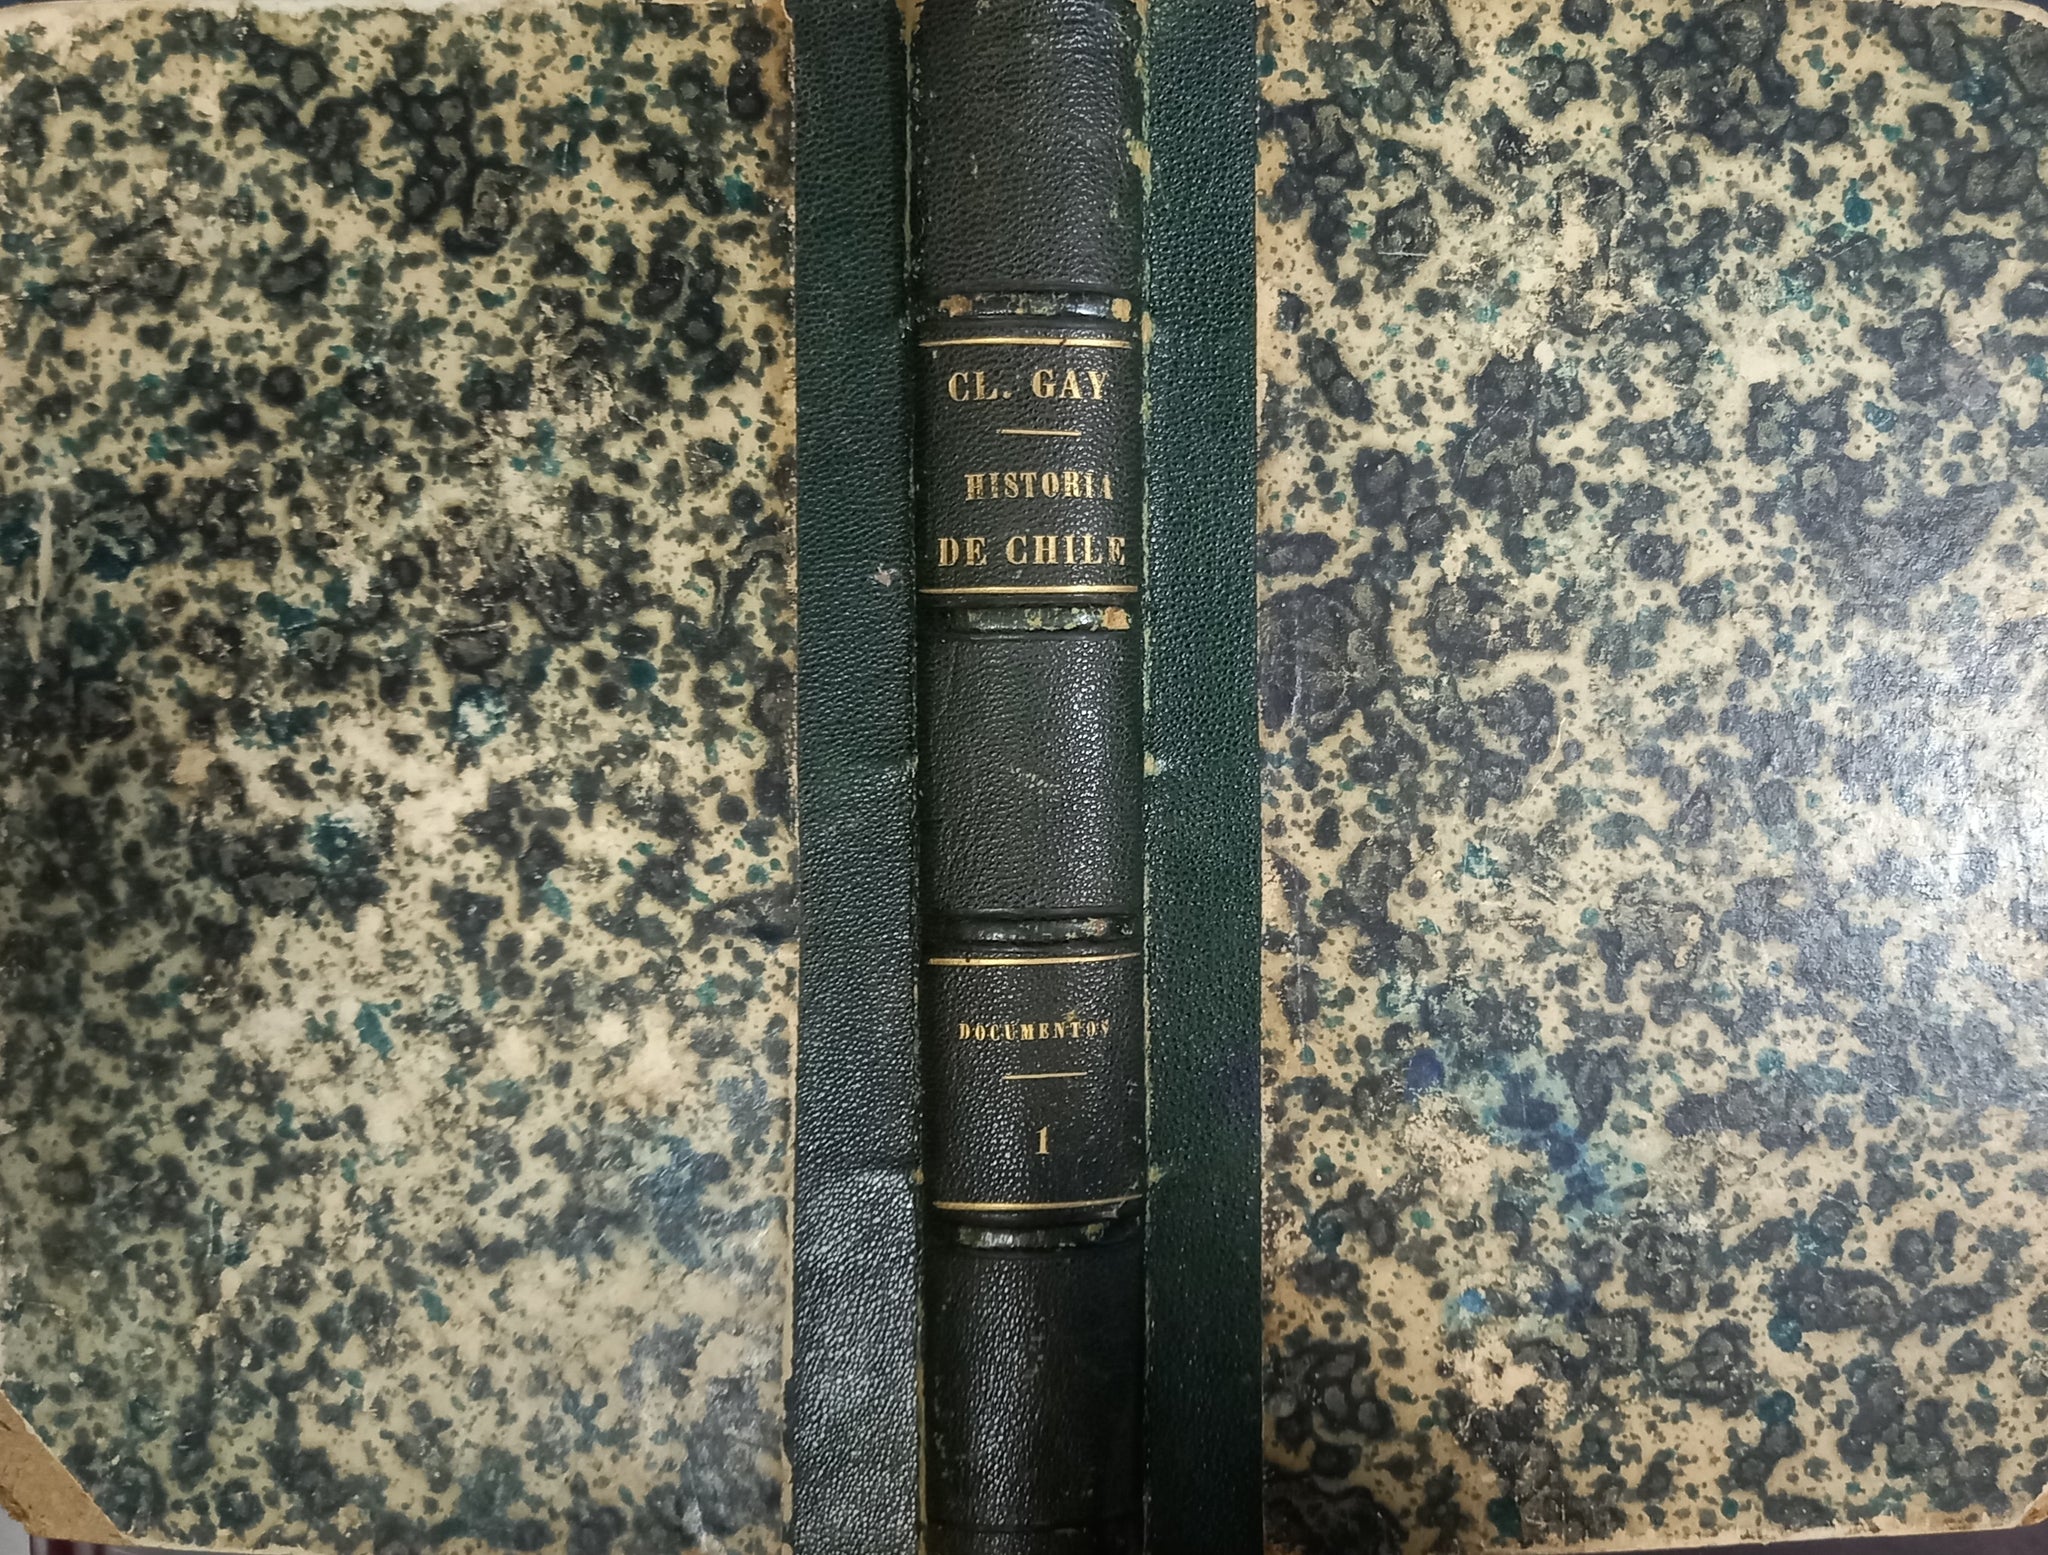 CL. GAY
HISTORIA
DE CHILE
DOCUMENTOS
1